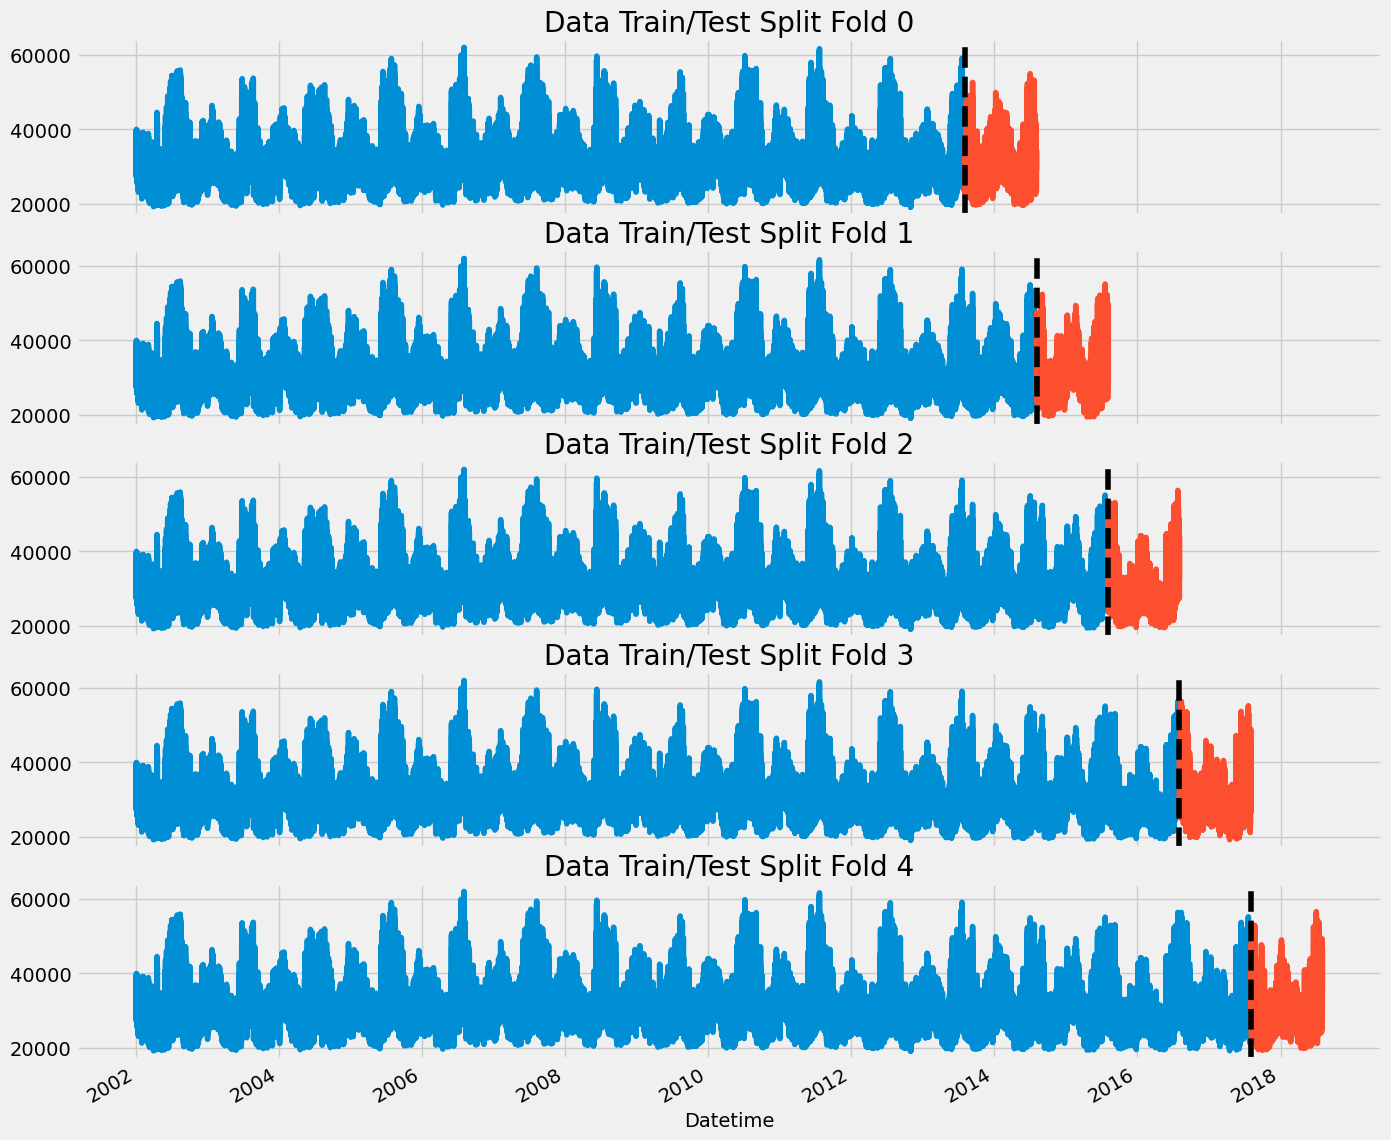 Data Train/Test Split Fold 0
60000
40000
20000
Data Train/Test Split Fold 1
60000
40000
20000
Data Train/Test Split Fold 2
60000
40000
20000
Data Train/Test Split Fold 3
60000
40000
20000
Data Train/Test Split Fold 4
60000
40000
20000
2002 2004 2006 2008 2010 2012 2014 2016 2018
Datetime